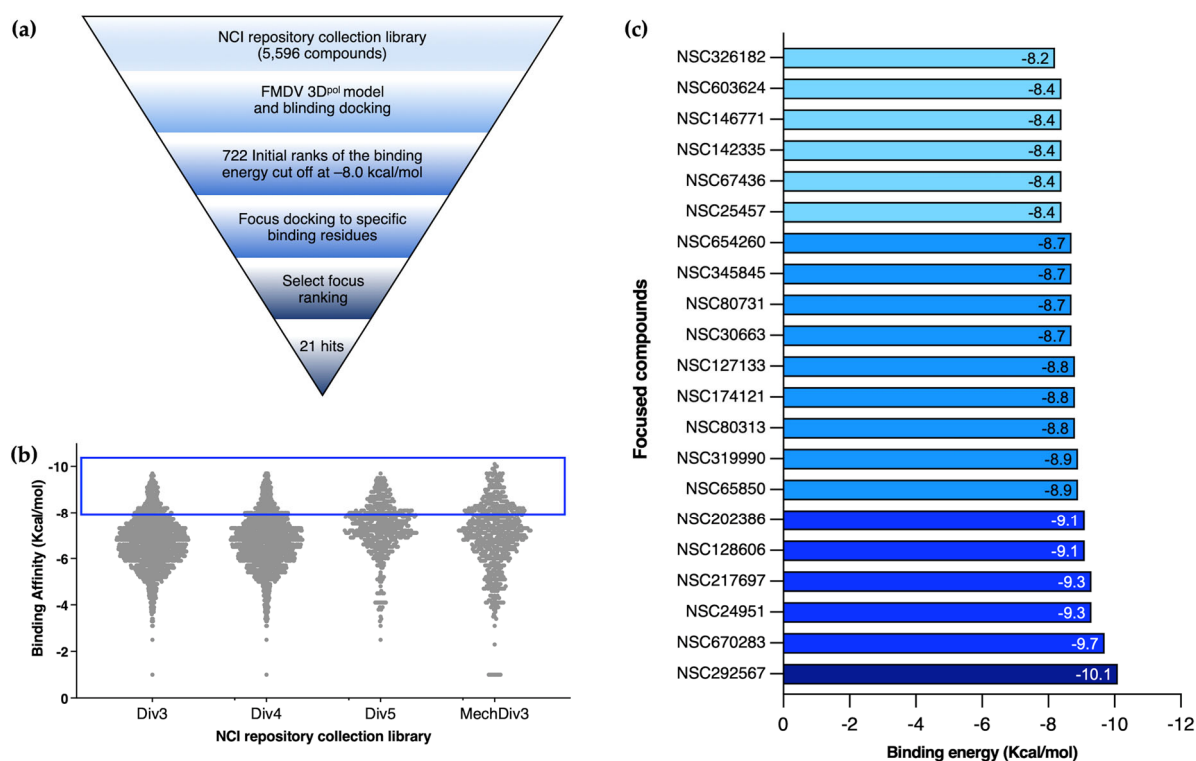 (a)
NCI repository collection library
(5,596 compounds)
FMDV 3Dpol model
and blinding docking
722 Initial ranks of the binding
energy cut off at –8.0 kcal/mol
Focus docking to specific
binding residues
Select focus
ranking
21 hits
(b)
Binding Affinity (Kcal/mol)
-10
-8
-6
-4
-2
0
Div3
Div4
Div5
MechDiv3
NCI repository collection library
(c)
Focused compounds
NSC326182 -8.2
NSC603624 -8.4
NSC146771 -8.4
NSC142335 -8.4
NSC67436 -8.4
NSC25457 -8.4
NSC654260 -8.7
NSC345845 -8.7
NSC80731 -8.7
NSC30663 -8.7
NSC127133 -8.8
NSC174121 -8.8
NSC80313 -8.8
NSC319990 -8.9
NSC65850 -8.9
NSC202386 -9.1
NSC128606 -9.1
NSC217697 -9.3
NSC24951 -9.3
NSC670283 -9.7
NSC292567 -10.1
0 -2 -4 -6 -8 -10 -12
Binding energy (Kcal/mol)